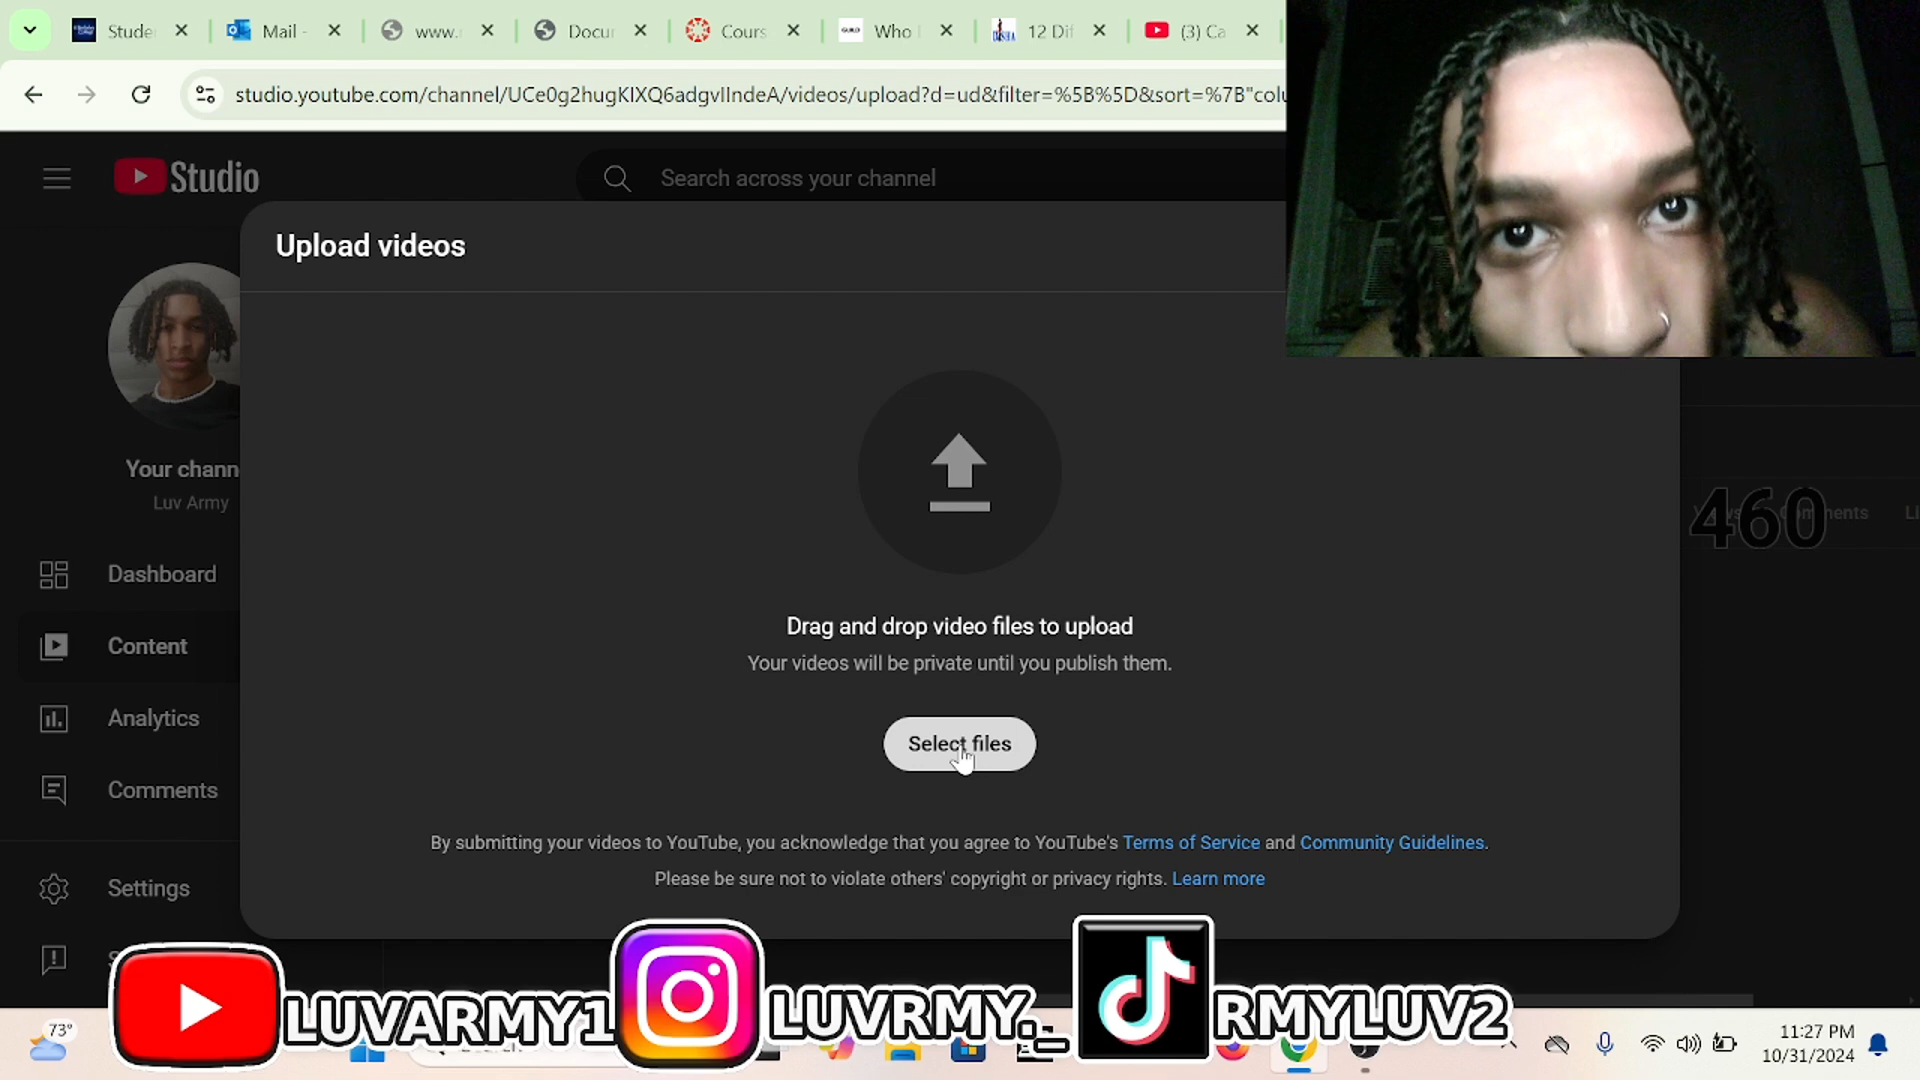 Stude
Mail -
www.
Docu
Cours
Who
12 Dif
(3) Ca
studio.youtube.com/channel/UCe0g2hugKIXQ6adgvlIndeA/videos/upload?d=ud&filter=%5B%5D&sort=%7B"colu
Studio
Search across your channel
Upload videos
Your chann
Luv Army
460
Dashboard
Content
Analytics
Comments
Settings
Drag and drop video files to upload
Your videos will be private until you publish them.
Select files
By submitting your videos to YouTube, you acknowledge that you agree to YouTube's Terms of Service and Community Guidelines.
Please be sure not to violate others' copyright or privacy rights. Learn more
LUVARMY1
LUVRMY_
RMYLUV2
73°
11:27 PM
10/31/2024